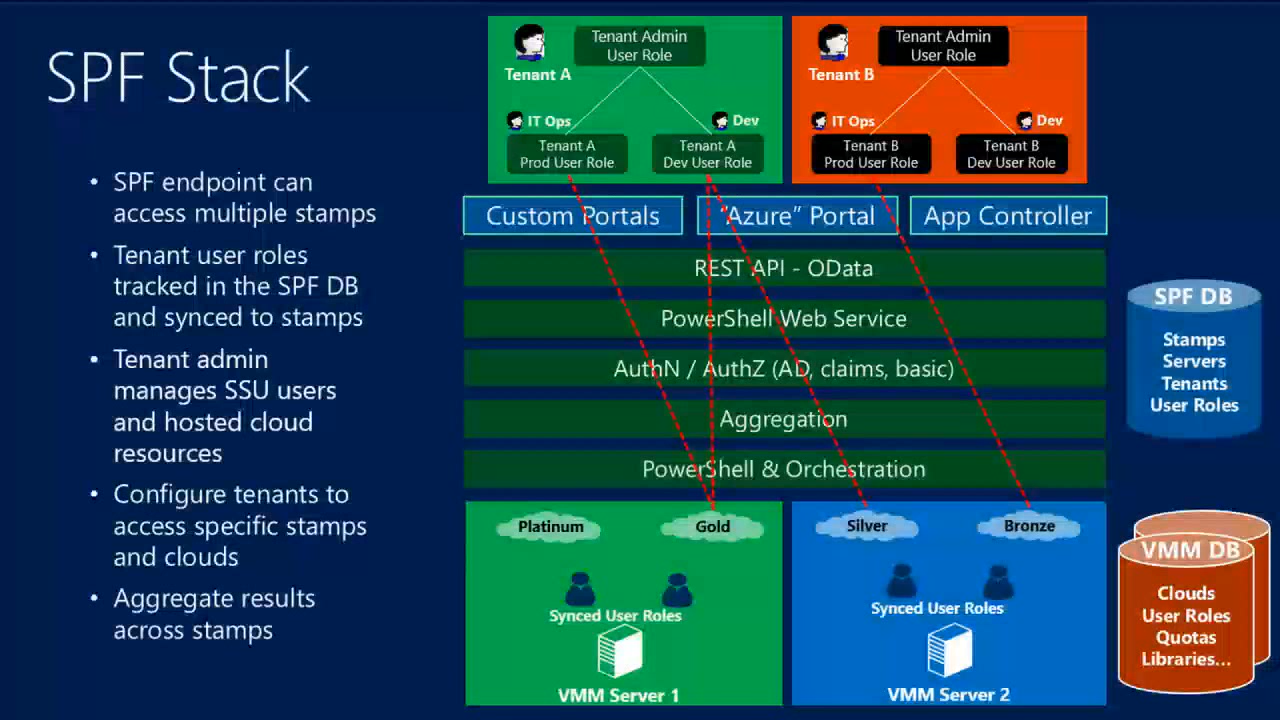 SPF Stack
• SPF endpoint can
access multiple stamps
• Tenant user roles
tracked in the SPF DB
and synced to stamps
• Tenant admin
manages SSU users
and hosted cloud
resources
• Configure tenants to
access specific stamps
and clouds
• Aggregate results
across stamps
Tenant A
Tenant Admin
User Role
IT Ops
Dev
Tenant A
Prod User Role
Tenant A
Dev User Role
Tenant B
Tenant Admin
User Role
IT Ops
Dev
Tenant B
Prod User Role
Tenant B
Dev User Role
Custom Portals
"Azure" Portal
App Controller
REST API - OData
PowerShell Web Service
AuthN / AuthZ (AD, claims, basic)
Aggregation
PowerShell & Orchestration
Platinum
Gold
Synced User Roles
VMM Server 1
Silver
Bronze
Synced User Roles
VMM Server 2
SPF DB
Stamps
Servers
Tenants
User Roles
VMM DB
Clouds
User Roles
Quotas
Libraries...